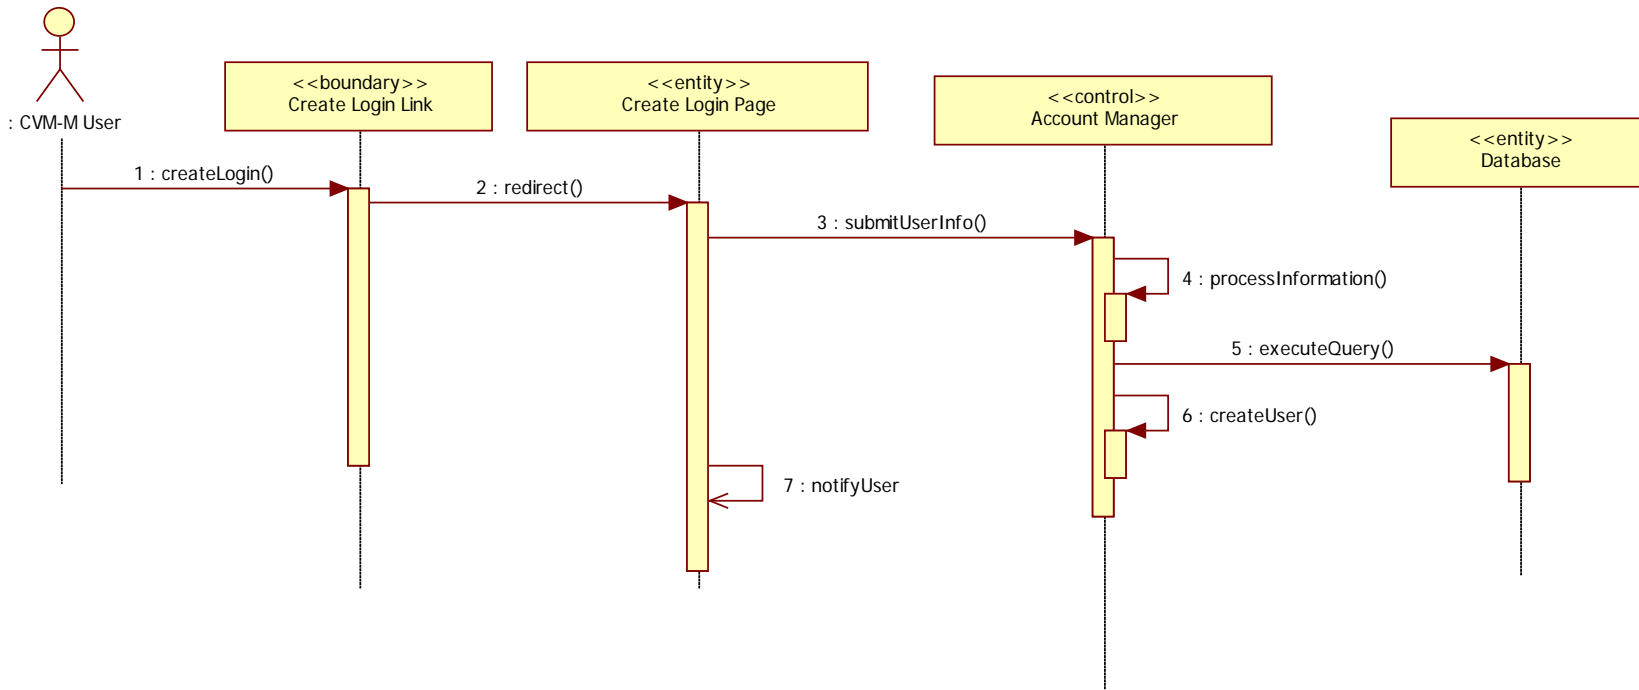 : CVM-M User
<<boundary>>
Create Login Link
<<entity>>
Create Login Page
<<control>>
Account Manager
<<entity>>
Database
1 : createLogin()
2 : redirect()
3 : submitUserInfo()
4 : processInformation()
5 : executeQuery()
6 : createUser()
7 : notifyUser